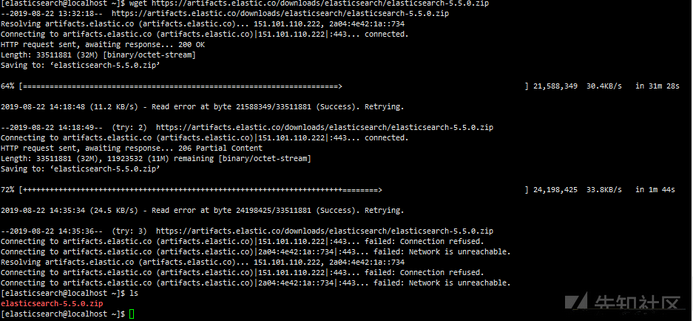 [elasticsearch@localhost ~]$ wget https://artifacts.elastic.co/downloads/elasticsearch/elasticsearch-5.5.0.zip
--2019-08-22 13:32:18--  https://artifacts.elastic.co/downloads/elasticsearch/elasticsearch-5.5.0.zip
Resolving artifacts.elastic.co (artifacts.elastic.co)... 151.101.110.222, 2a04:4e42:1a::734
Connecting to artifacts.elastic.co (artifacts.elastic.co)|151.101.110.222|:443... connected.
HTTP request sent, awaiting response... 200 OK
Length: 33511881 (32M) [binary/octet-stream]
Saving to: ‘elasticsearch-5.5.0.zip’
64% [======================================================================> ] 21,588,349 30.4KB/s in 31m 28s
2019-08-22 14:18:48 (11.2 KB/s) - Read error at byte 21588349/33511881 (Success). Retrying.
--2019-08-22 14:18:49--  (try: 2)  https://artifacts.elastic.co/downloads/elasticsearch/elasticsearch-5.5.0.zip
Connecting to artifacts.elastic.co (artifacts.elastic.co)|151.101.110.222|:443... connected.
HTTP request sent, awaiting response... 206 Partial Content
Length: 33511881 (32M), 11923532 (11M) remaining [binary/octet-stream]
Saving to: ‘elasticsearch-5.5.0.zip’
72% [+++++++++++++++++++++++++++++++++++++++++++++++++++++++++++++++++++++++========> ] 24,198,425 33.8KB/s in 1m 44s
2019-08-22 14:35:34 (24.5 KB/s) - Read error at byte 24198425/33511881 (Success). Retrying.
--2019-08-22 14:35:36--  (try: 3)  https://artifacts.elastic.co/downloads/elasticsearch/elasticsearch-5.5.0.zip
Connecting to artifacts.elastic.co (artifacts.elastic.co)|151.101.110.222|:443... failed: Connection refused.
Connecting to artifacts.elastic.co (artifacts.elastic.co)|2a04:4e42:1a::734|:443... failed: Network is unreachable.
Resolving artifacts.elastic.co (artifacts.elastic.co)... 151.101.110.222, 2a04:4e42:1a::734
Connecting to artifacts.elastic.co (artifacts.elastic.co)|151.101.110.222|:443... failed: Connection refused.
Connecting to artifacts.elastic.co (artifacts.elastic.co)|2a04:4e42:1a::734|:443... failed: Network is unreachable.
[elasticsearch@localhost ~]$ ls
elasticsearch-5.5.0.zip
[elasticsearch@localhost ~]$
先知社区